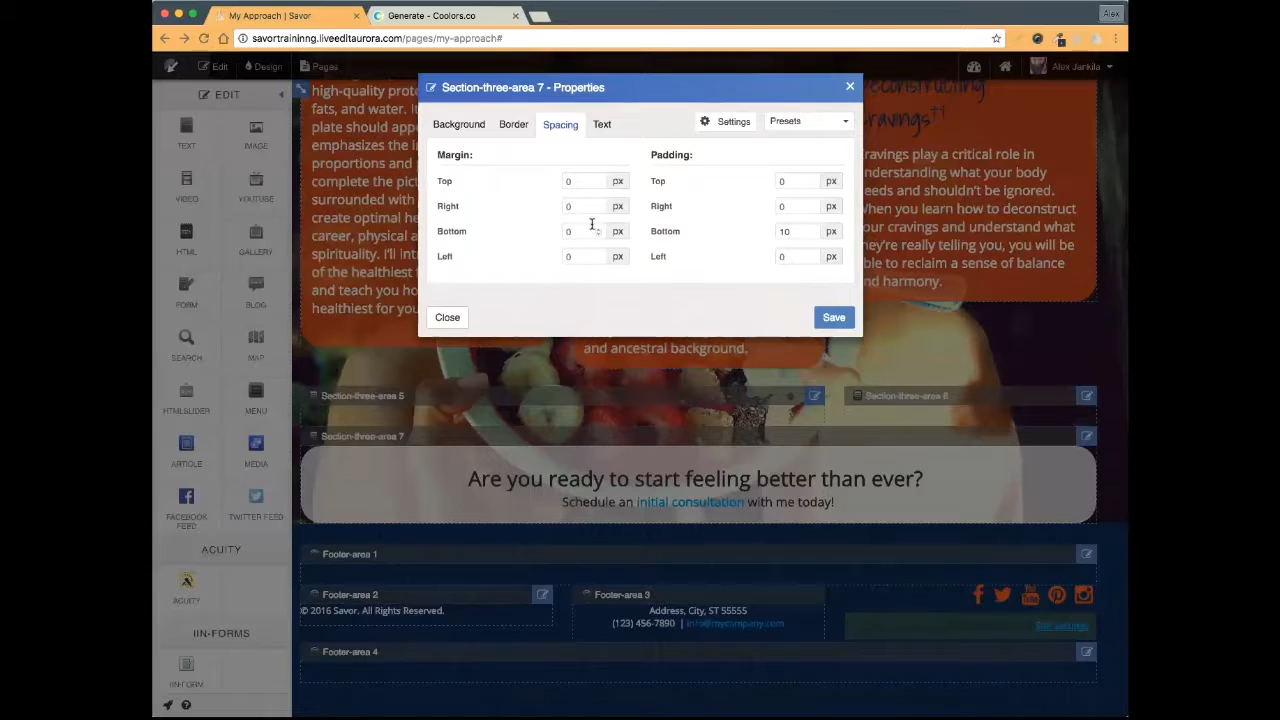 My Approach | Savor
Generate - Coolors.co
Alex
savortraininng.liveeditaurora.com/pages/my-approach#
Edit
Design
Pages
Alex Jankila
EDIT
TEXT
IMAGE
VIDEO
YOUTUBE
HTML
GALLERY
FORM
BLOG
SEARCH
MAP
HTMLSLIDER
MENU
ARTICLE
MEDIA
FACEBOOK FEED
TWITTER FEED
ACUITY
ACUITY
IIN-FORMS
IIN-FORM
high-quality prote
fats, and water. It
plate should appe
emphasizes the i
proportions and
complete the pict
surrounded with
create optimal he
career, physical a
spirituality. I'll int
of the healthiest f
and teach you ho
healthiest for you
Section-three-area 7 - Properties
Background
Border
Spacing
Text
Settings
Presets
Margin:
Padding:
Top 0 px
Top 0 px
Right 0 px
Right 0 px
Bottom 0 px
Bottom 10 px
Left 0 px
Left 0 px
Close
Save
and ancestral background.
econstructing
ravings
ravings play a critical role in
nderstanding what your body
eeds and shouldn't be ignored.
When you learn how to deconstruct
our cravings and understand what
hey're really telling you, you will be
ble to reclaim a sense of balance
nd harmony.
Section-three-area 5
Section-three-area 6
Section-three-area 7
Are you ready to start feeling better than ever?
Schedule an initial consultation with me today!
Footer-area 1
Footer-area 2
Footer-area 3
© 2016 Savor. All Rights Reserved.
Address, City, ST 55555
(123) 456-7890 | info@mycompany.com
Site settings
Footer-area 4